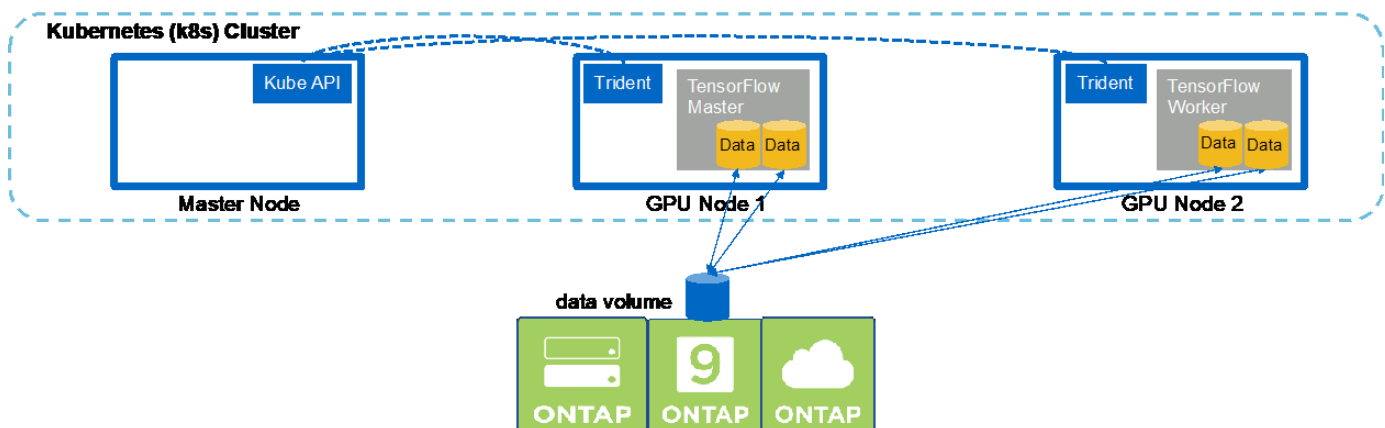 Kubernetes (k8s) Cluster
Kube API
Master Node
Trident
TensorFlow
Master
Data
Data
GPU Node 1
Trident
TensorFlow
Worker
Data
Data
GPU Node 2
data volume
ONTAP
9
ONTAP
ONTAP